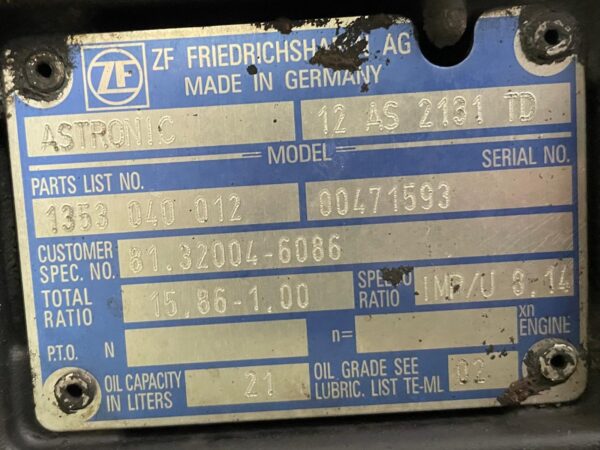 ZF ZF FRIEDRICHSHAFEN AG
MADE IN GERMANY
ASTRONIC 12 AS 2131 TD
MODEL
PARTS LIST NO. SERIAL NO.
1353 040 012 00471593
CUSTOMER SPEC. NO. 81.32004-6086
TOTAL RATIO 15,86-1,00 SPEEDO RATIO IMP/U 8-14
P.T.O. N n= xn ENGINE
OIL CAPACITY IN LITERS 21 OIL GRADE SEE LUBRIC. LIST TE-ML 02